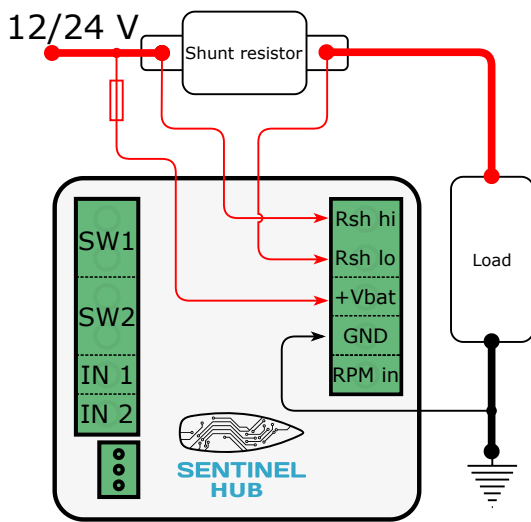 12/24 V
Shunt resistor
Rsh hi
Rsh lo
+Vbat
GND
RPM in
SW1
SW2
IN 1
IN 2
Load
SENTINEL
HUB